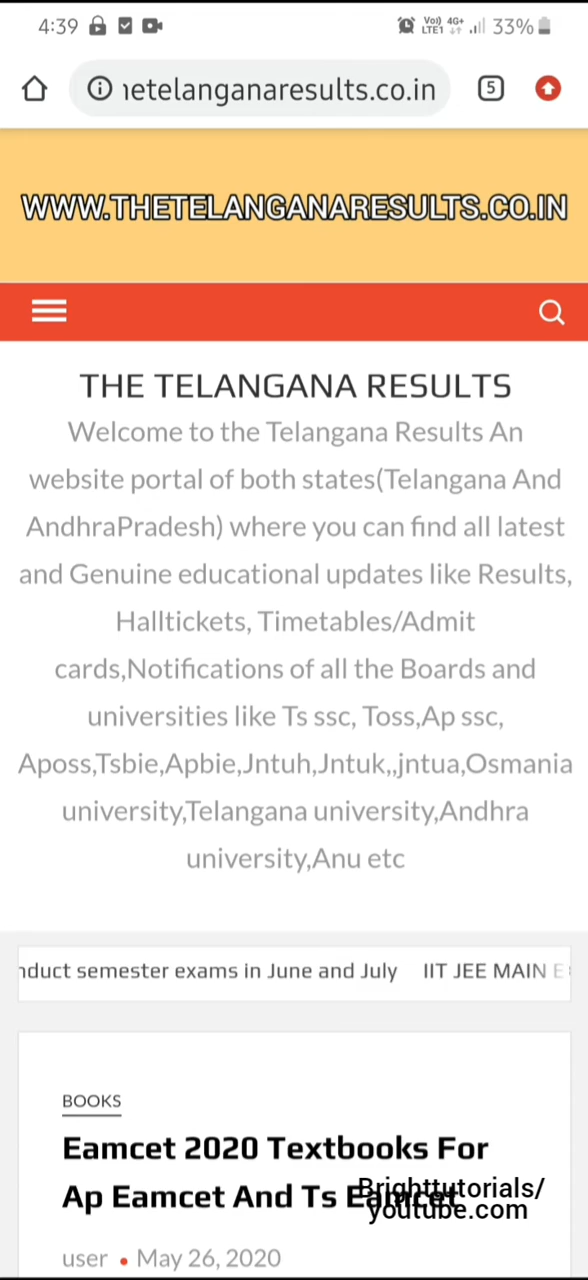 4:39 Vo)) LTE1 4G+ 33%
netelanganaresults.co.in 5
WWW.THETELANGANARESULTS.CO.IN
THE TELANGANA RESULTS
Welcome to the Telangana Results An
website portal of both states(Telangana And
AndhraPradesh) where you can find all latest
and Genuine educational updates like Results,
Halltickets, Timetables/Admit
cards,Notifications of all the Boards and
universities like Ts ssc, Toss,Ap ssc,
Aposs,Tsbie,Apbie,Jntuh,Jntuk,,jntua,Osmania
university,Telangana university,Andhra
university,Anu etc
nduct semester exams in June and July IIT JEE MAIN E
BOOKS
Eamcet 2020 Textbooks For
Ap Eamcet And Ts Eamcet
Brighttutorials/
youtube.com
user • May 26, 2020